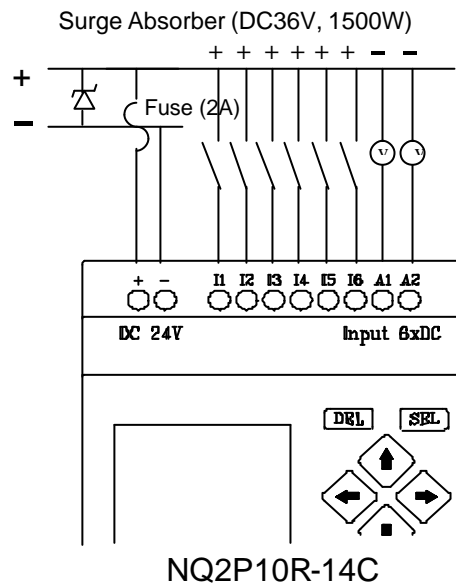 Surge Absorber (DC36V, 1500W)
+ + + + + + − −
+
Fuse (2A)
−
V V
+ − I1 I2 I3 I4 I5 I6 A1 A2
DC 24V Input 6xDC
DEL SEL
NQ2P10R-14C